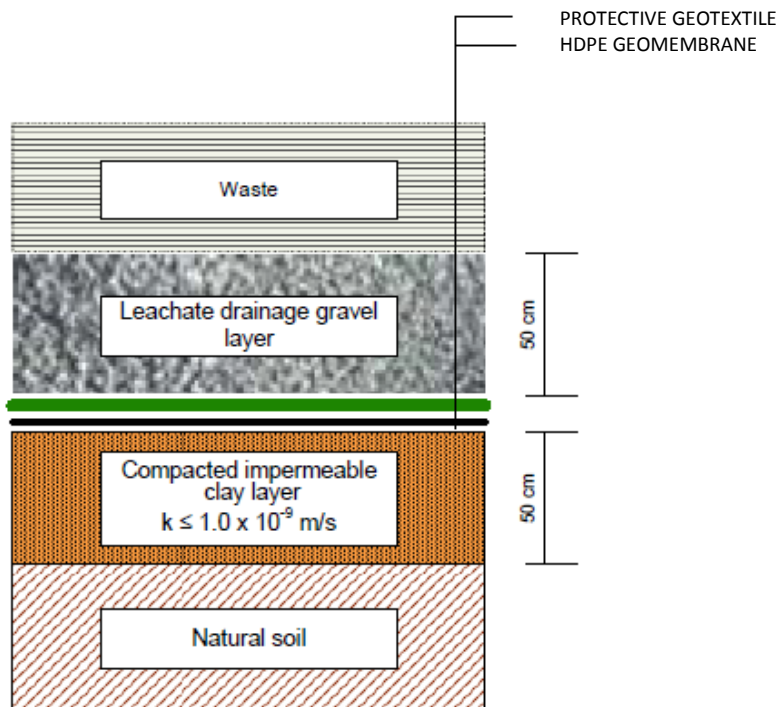 PROTECTIVE GEOTEXTILE
HDPE GEOMEMBRANE
Waste
Leachate drainage gravel
layer
50 cm
Compacted impermeable
clay layer
k ≤ 1.0 x 10⁻⁹ m/s
50 cm
Natural soil